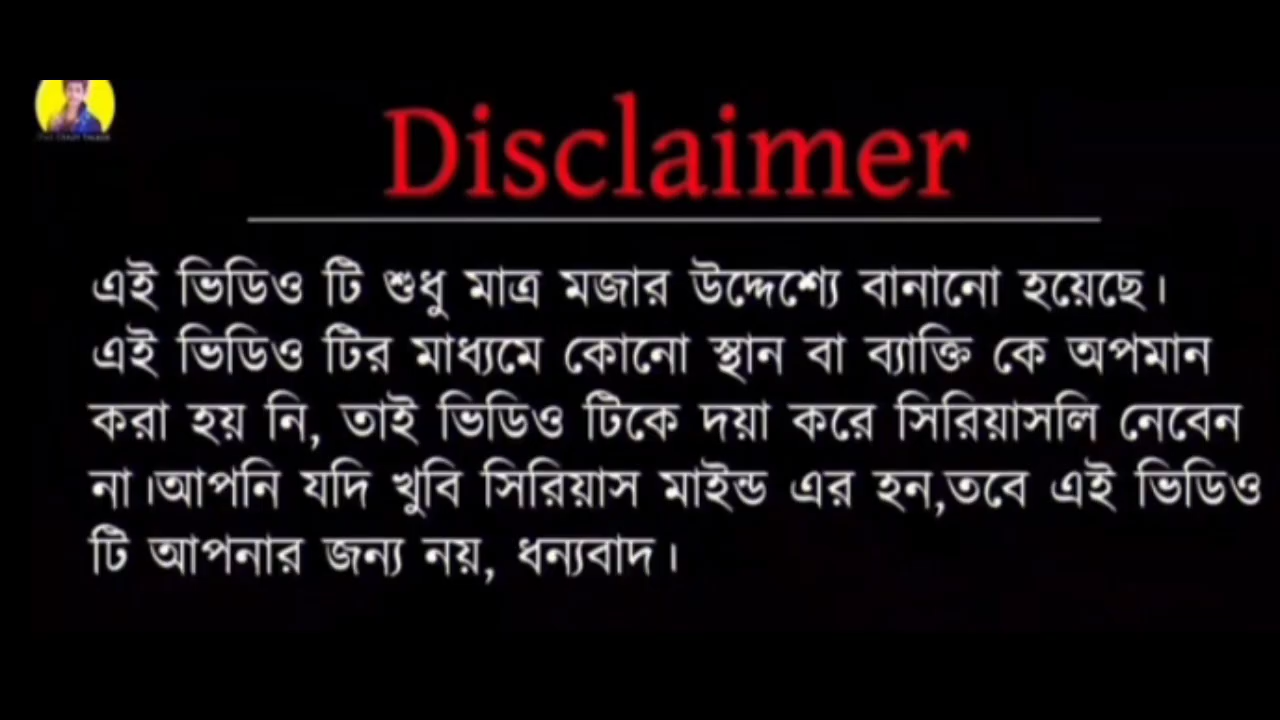 Disclaimer
এই ভিডিও টি শুধু মাত্র মজার উদ্দেশ্যে বানানো হয়েছে।
এই ভিডিও টির মাধ্যমে কোনো স্থান বা ব্যাক্তি কে অপমান
করা হয় নি, তাই ভিডিও টিকে দয়া করে সিরিয়াসলি নেবেন
না।আপনি যদি খুবি সিরিয়াস মাইন্ড এর হন,তবে এই ভিডিও
টি আপনার জন্য নয়, ধন্যবাদ।